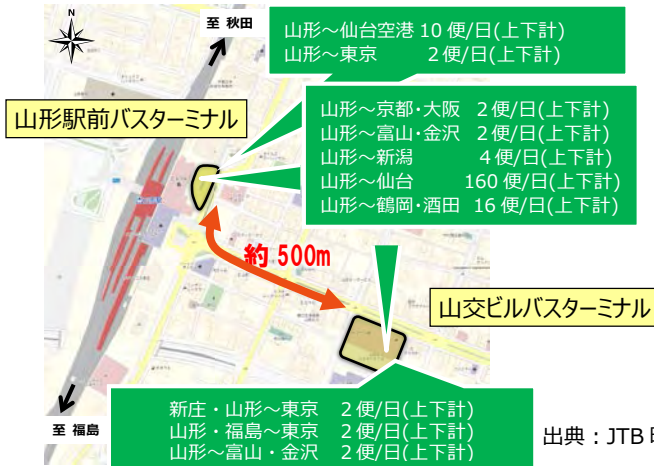 N
至 秋田
山形～仙台空港 10 便/日(上下計)
山形～東京 2便/日(上下計)
山形駅前バスターミナル
山形～京都・大阪 2便/日(上下計)
山形～富山・金沢 2便/日(上下計)
山形～新潟 4便/日(上下計)
山形～仙台 160 便/日(上下計)
山形～鶴岡・酒田 16 便/日(上下計)
約 500m
山交ビルバスターミナル
新庄・山形～東京 2便/日(上下計)
山形・福島～東京 2便/日(上下計)
山形～富山・金沢 2便/日(上下計)
至 福島
出典：JTB